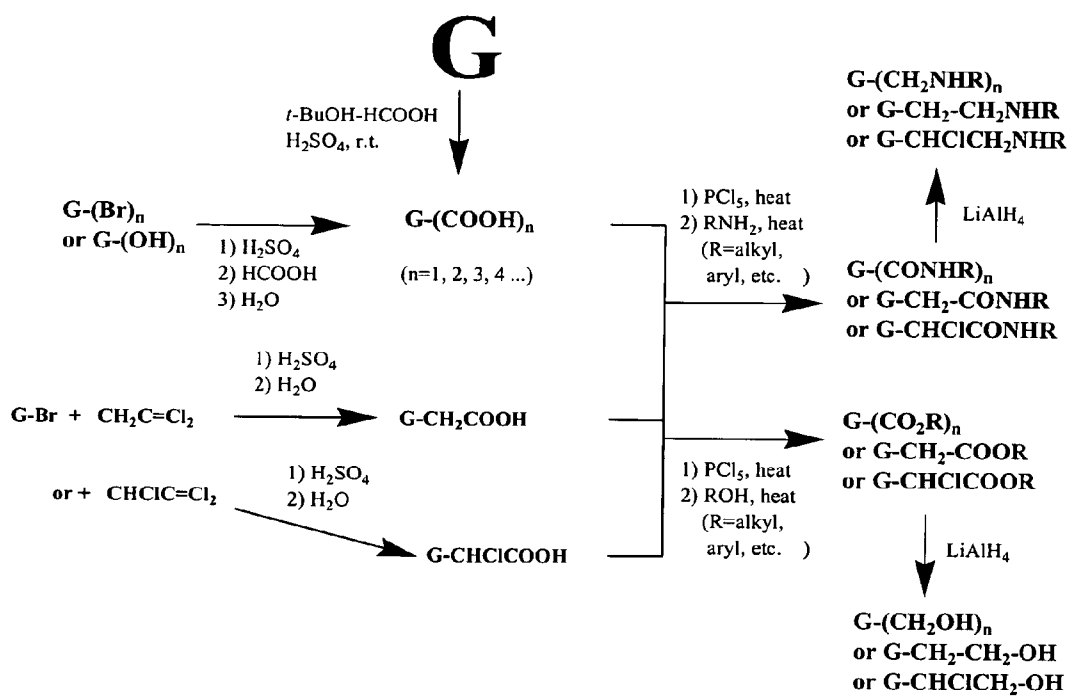 G
t-BuOH-HCOOH
H₂SO₄, r.t.
G-(Br)ₙ
or G-(OH)ₙ
1) H₂SO₄
2) HCOOH
3) H₂O
G-(COOH)ₙ
(n=1, 2, 3, 4 ...)
1) PCl₅, heat
2) RNH₂, heat
(R=alkyl,
aryl, etc. )
G-(CH₂NHR)ₙ
or G-CH₂-CH₂NHR
or G-CHClCH₂NHR
LiAlH₄
G-(CONHR)ₙ
or G-CH₂-CONHR
or G-CHClCONHR
G-Br + CH₂C=Cl₂
1) H₂SO₄
2) H₂O
G-CH₂COOH
or + CHClC=Cl₂
1) H₂SO₄
2) H₂O
G-CHClCOOH
1) PCl₅, heat
2) ROH, heat
(R=alkyl,
aryl, etc. )
G-(CO₂R)ₙ
or G-CH₂-COOR
or G-CHClCOOR
LiAlH₄
G-(CH₂OH)ₙ
or G-CH₂-CH₂-OH
or G-CHClCH₂-OH